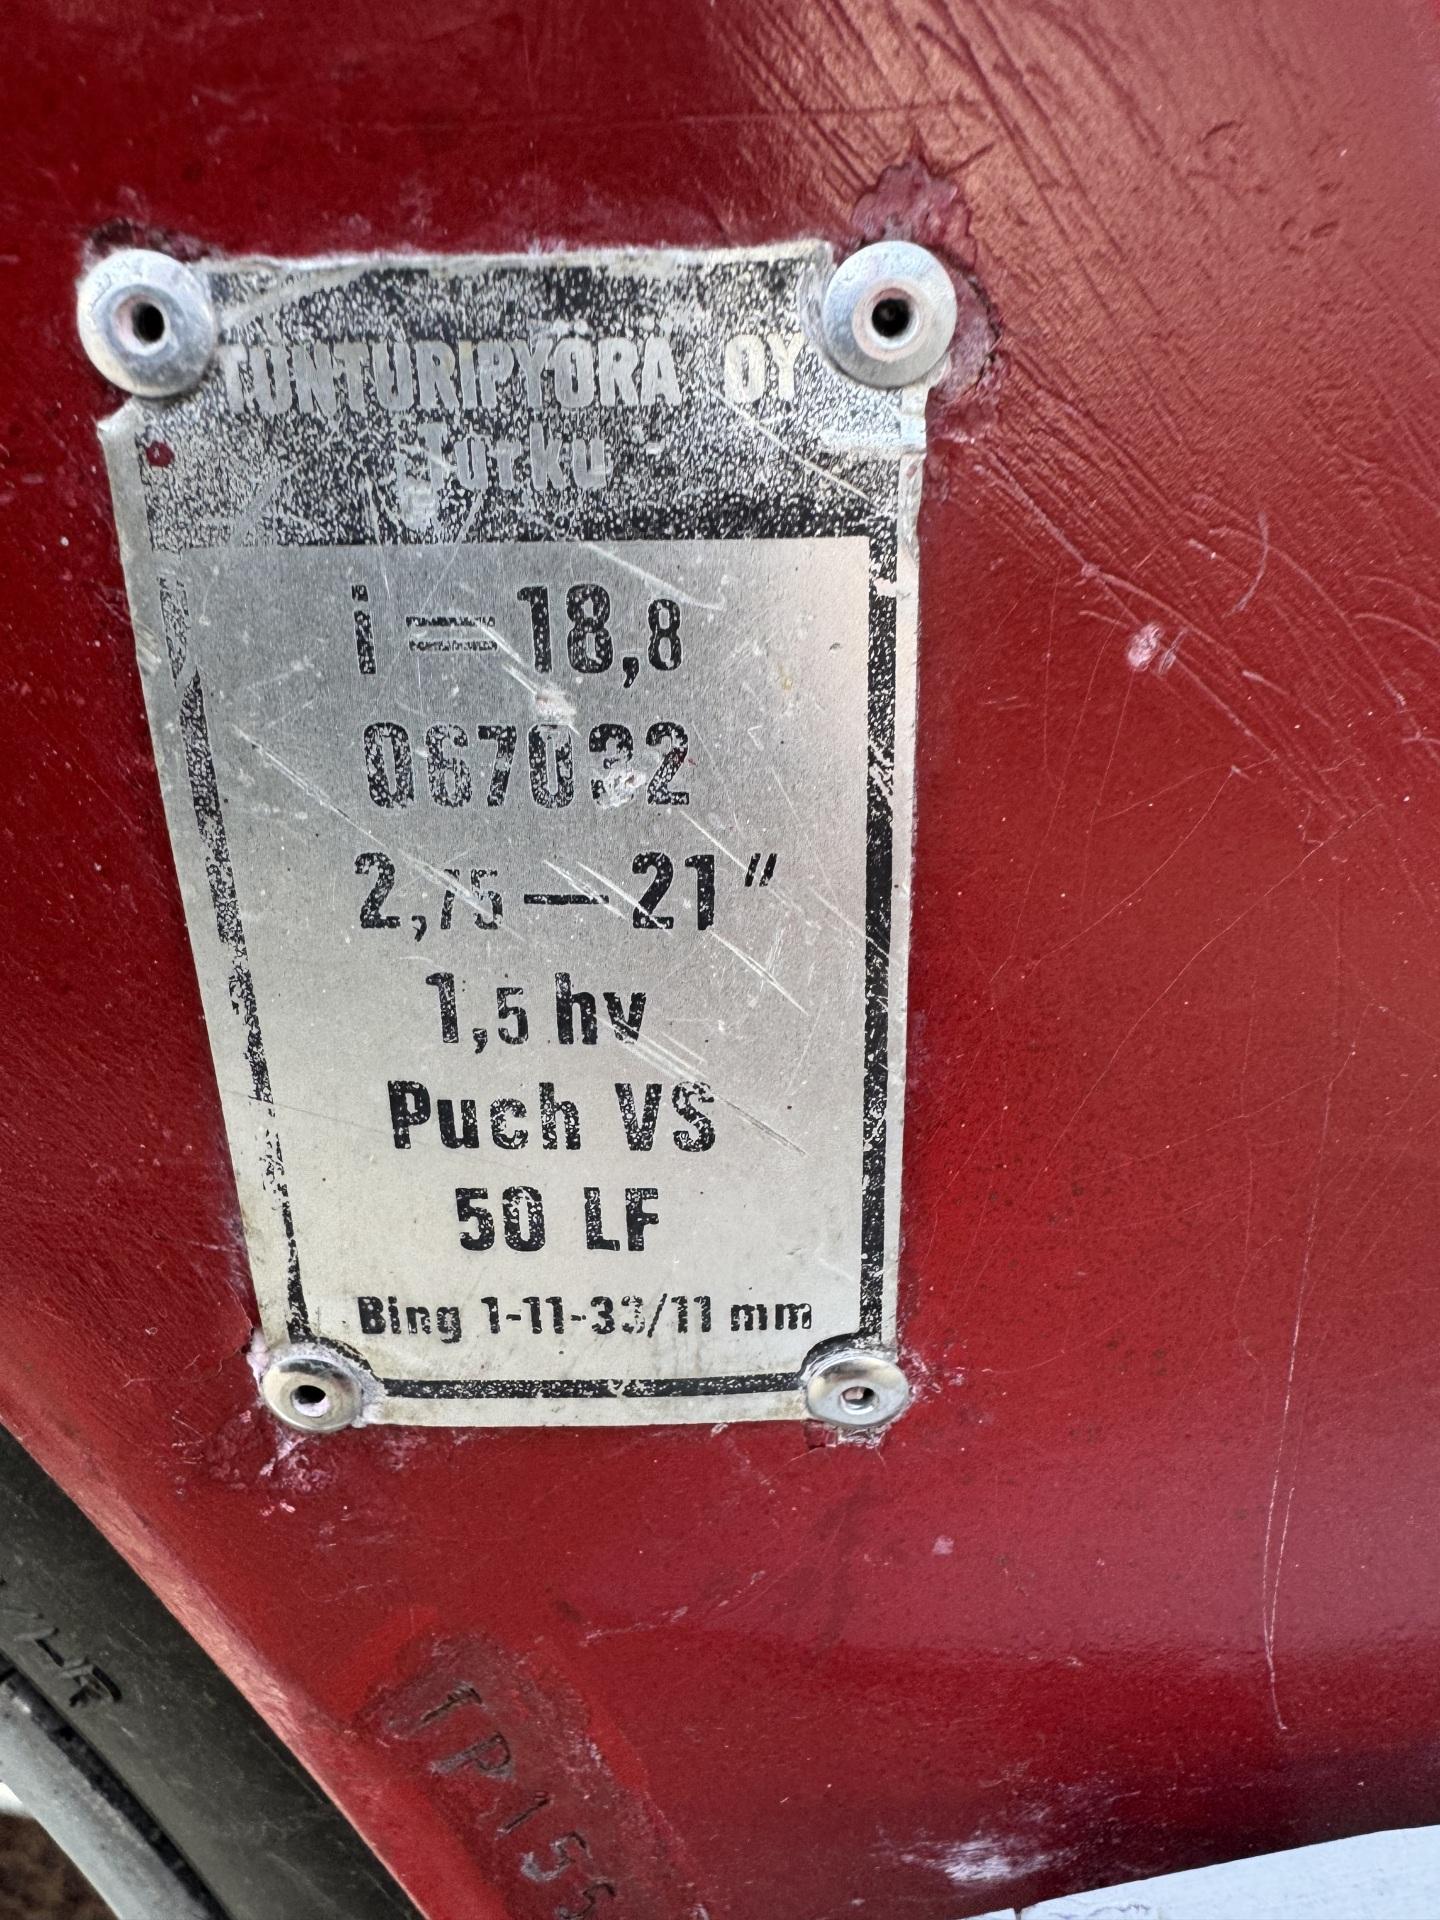 TUNTURIPYÖRÄ OY
Turku
i = 18,8
067032
2,75 — 21"
1,5 hv
Puch VS
50 LF
Bing 1-11-33/11 mm